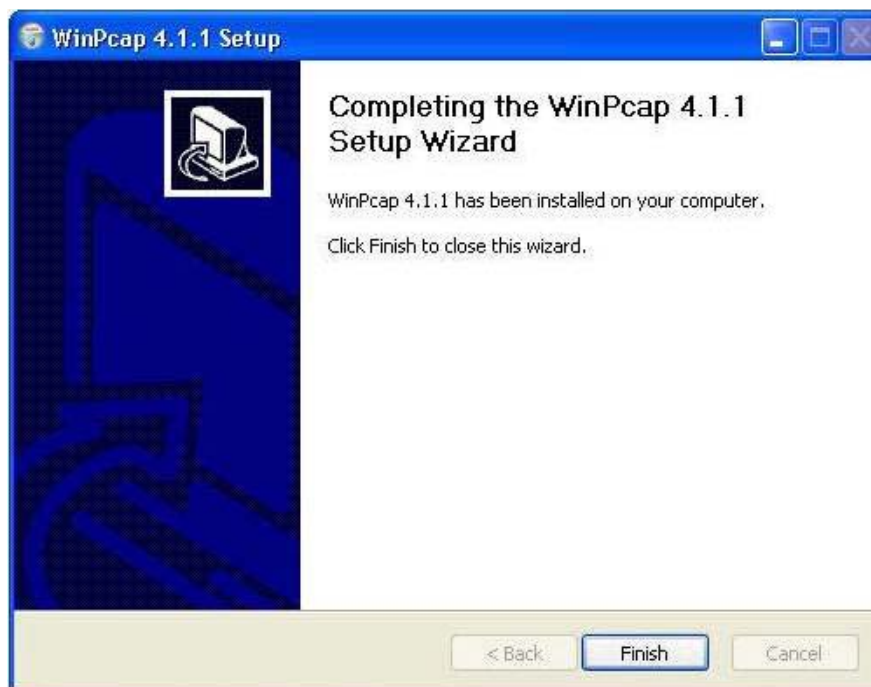 WinPcap 4.1.1 Setup
Completing the WinPcap 4.1.1
Setup Wizard
WinPcap 4.1.1 has been installed on your computer.
Click Finish to close this wizard.
< Back Finish Cancel